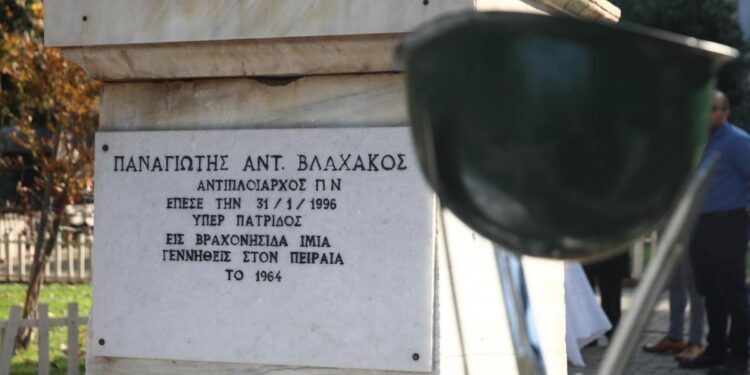 ΠΑΝΑΓΙΩΤΗΣ ΑΝΤ. ΒΛΑΧΑΚΟΣ
ΑΝΤΙΠΛΟΙΑΡΧΟΣ Π Ν
ΕΠΕΣΕ ΤΗΝ 31/1/1996
ΥΠΕΡ ΠΑΤΡΙΔΟΣ
ΕΙΣ ΒΡΑΧΟΝΗΣΙΔΑ ΙΜΙΑ
ΓΕΝΝΗΘΕΙΣ ΣΤΟΝ ΠΕΙΡΑΙΑ
ΤΟ 1964